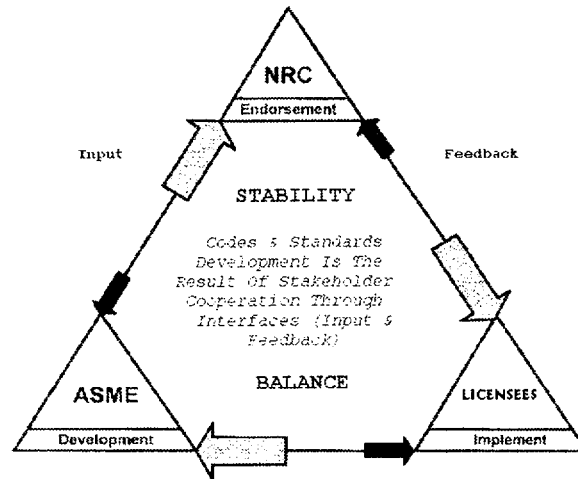 NRC
Endorsement
Input
Feedback
STABILITY
Codes & Standards
Development Is The
Result Of Stakeholder
Cooperation Through
Interfaces (Input &
Feedback)
BALANCE
ASME
Development
LICENSEES
Implement